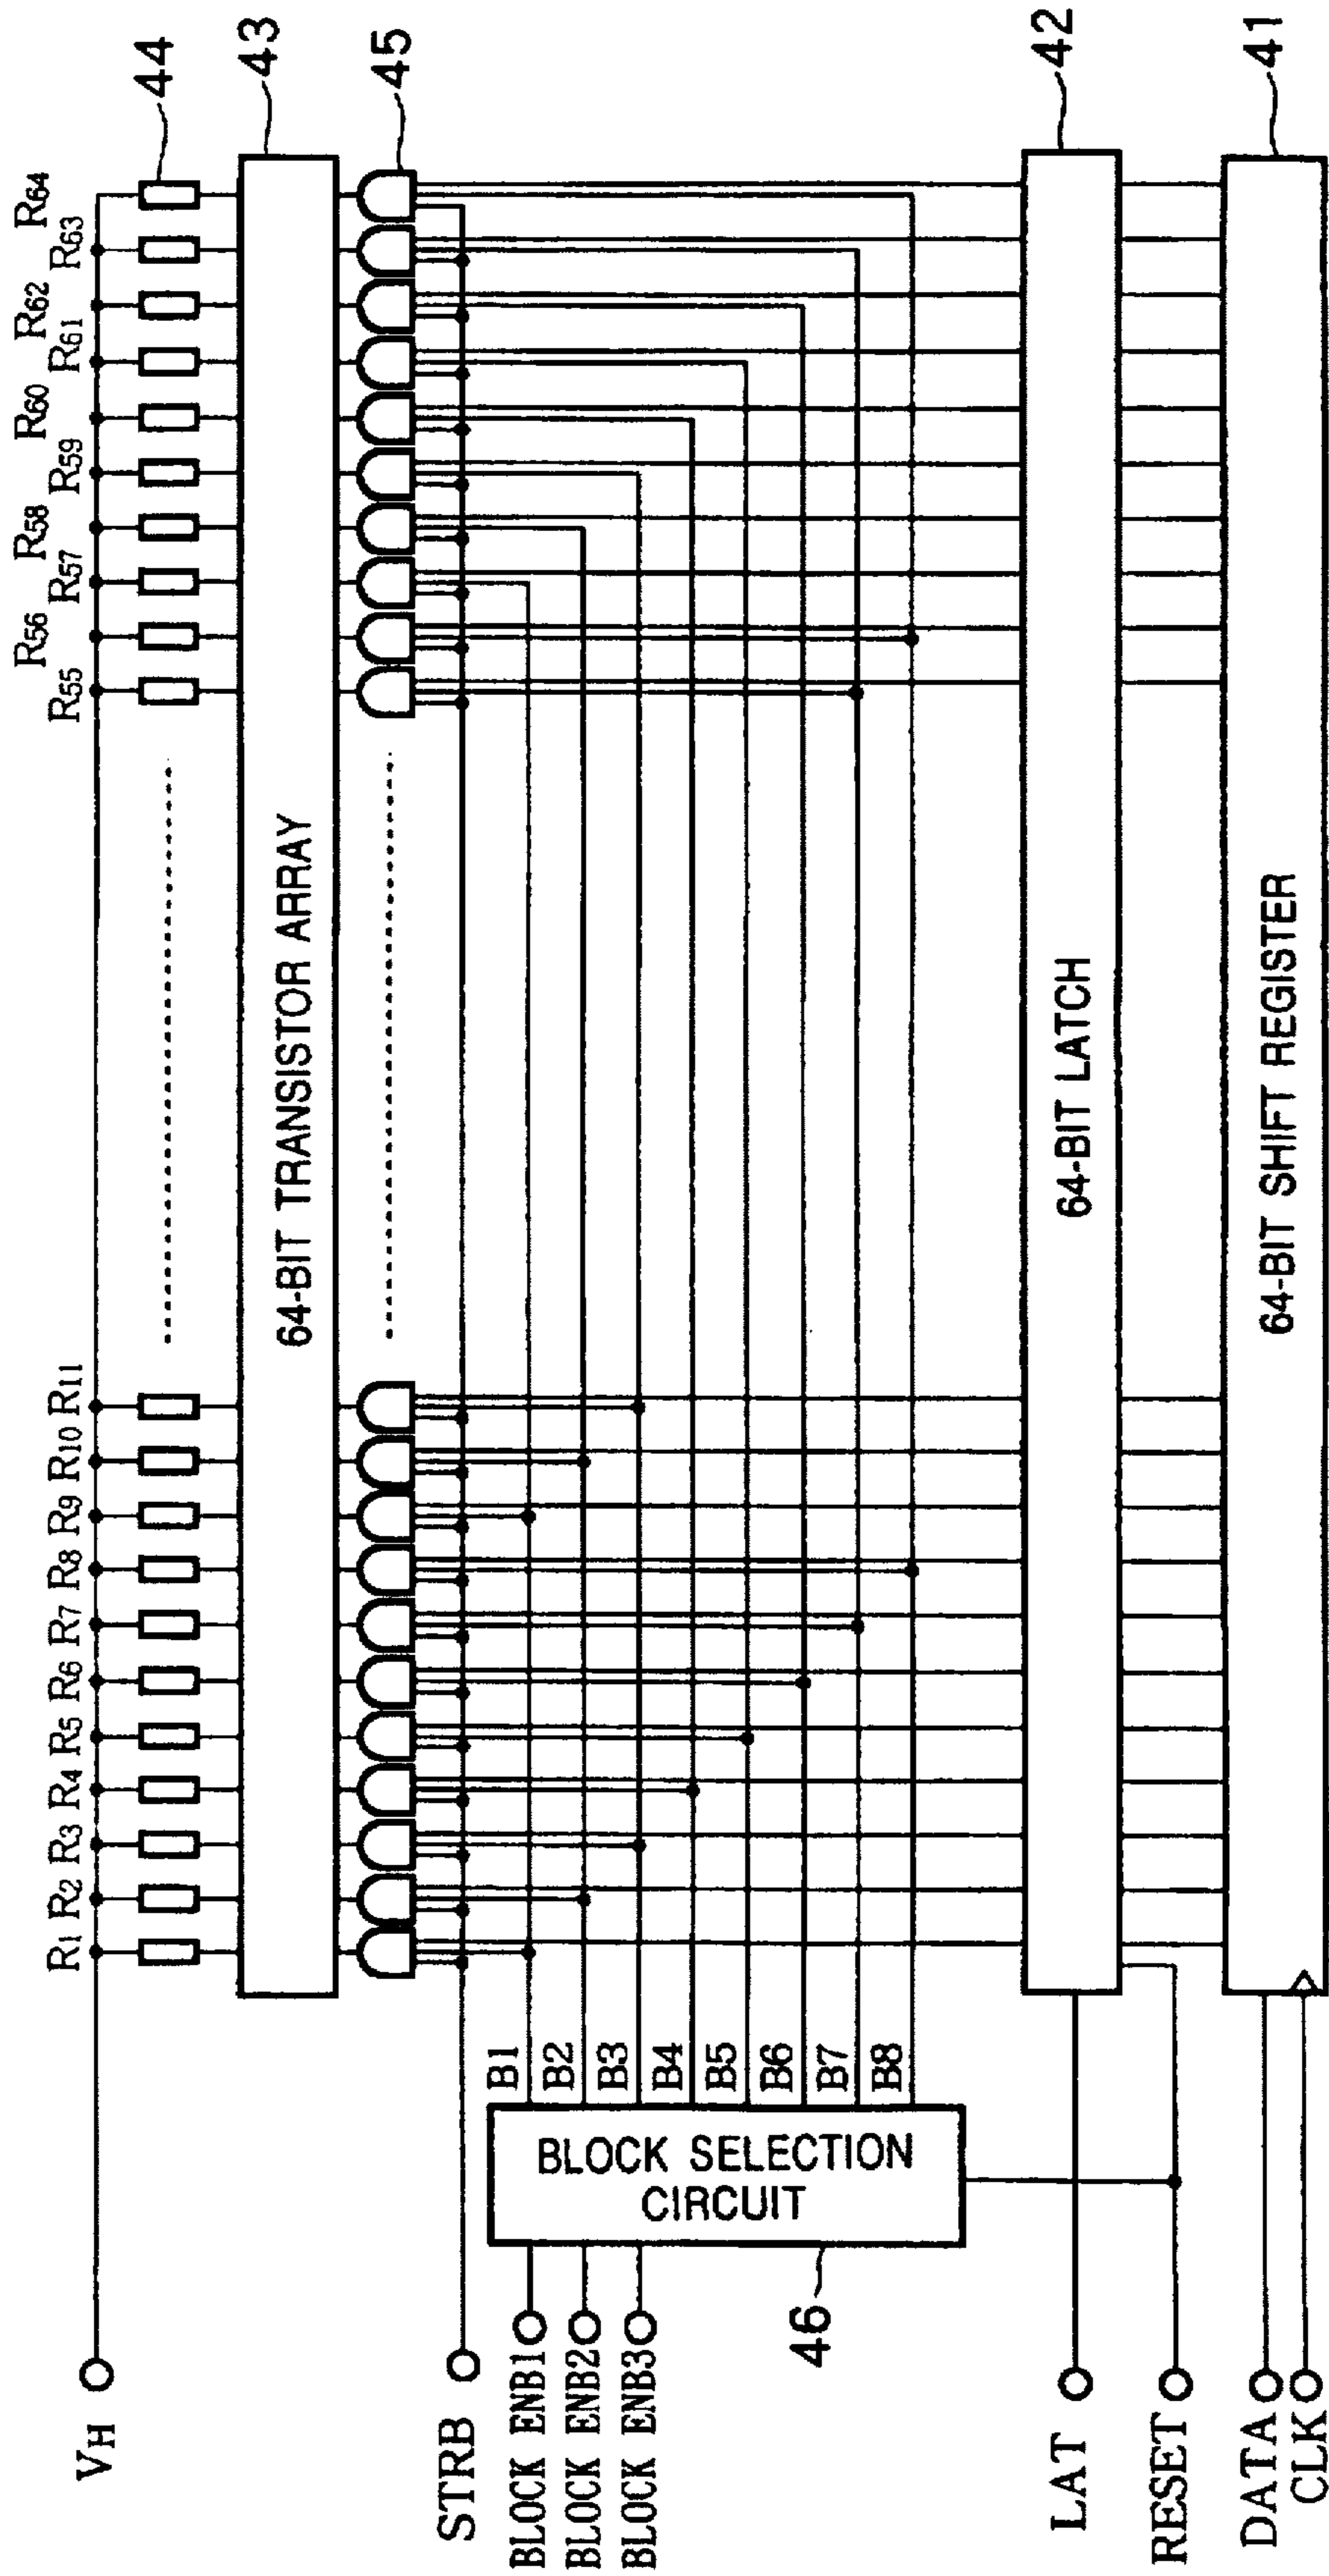 R1 R2 R3 R4 R5 R6 R7 R8 R9 R10 R11 R55 R56 R57 R58 R59 R60 R61 R62 R63 R64
VH
44
43
64-BIT TRANSISTOR ARRAY
45
STRB
BLOCK ENB1
BLOCK ENB2
BLOCK ENB3
BLOCK SELECTION
CIRCUIT
46
B1
B2
B3
B4
B5
B6
B7
B8
42
64-BIT LATCH
LAT
RESET
41
64-BIT SHIFT REGISTER
DATA
CLK